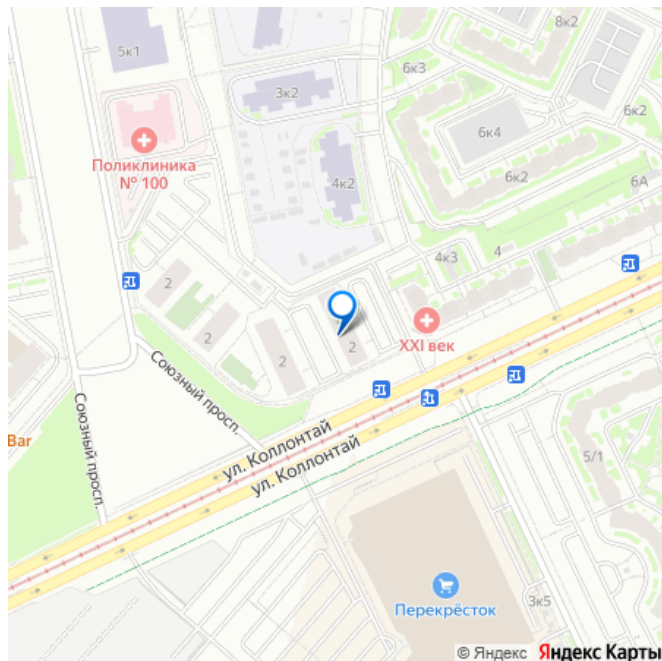 5к1
8к2
6к3
3к2
6к2
6к4
Поликлиника
№ 100
4к2
6к2
6А
4
4к3
2
2
2
2
XXI век
Союзный просп.
Союзный просп.
Bar
ул. Коллонтай
ул. Коллонтай
5/1
Перекрёсток
3к5
© Яндекс Яндекс Карты